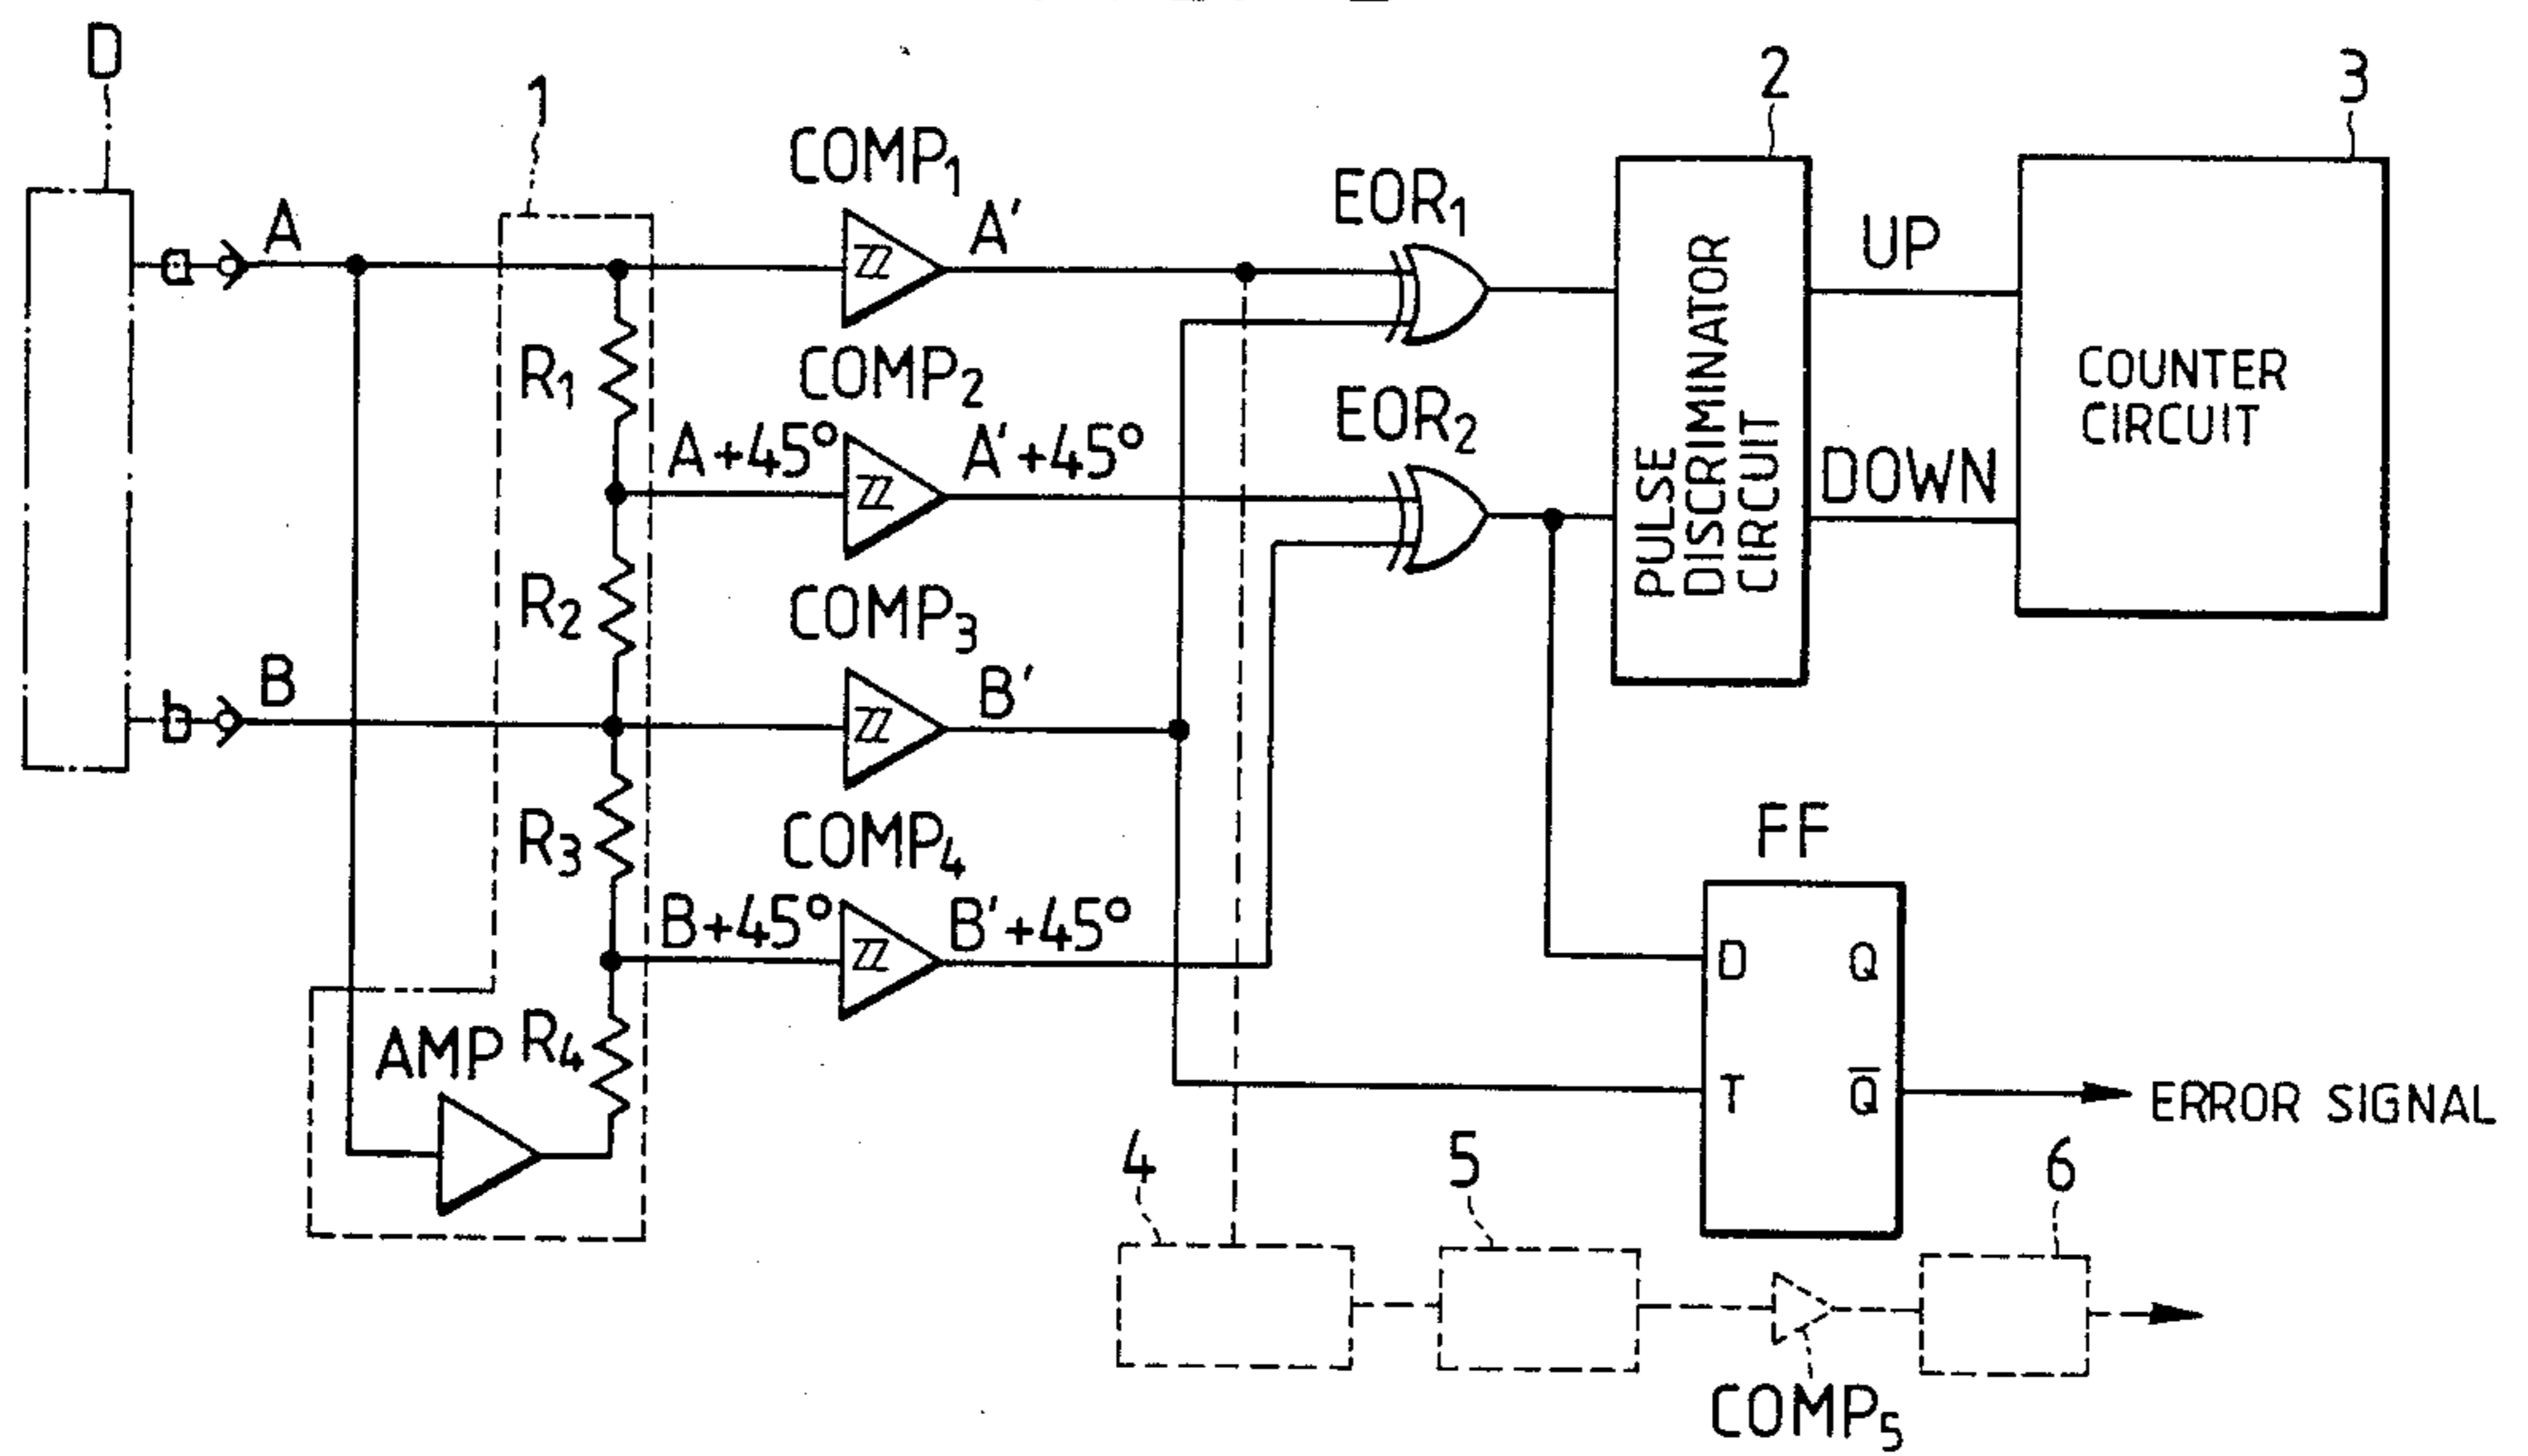 D
1
2
3
COMP₁
EOR₁
A
A'
a
UP
PULSE DISCRIMINATOR CIRCUIT
COUNTER CIRCUIT
R₁
COMP₂
EOR₂
A+45°
A'+45°
DOWN
R₂
COMP₃
B
B'
b
R₃
COMP₄
FF
B+45°
B'+45°
D
Q
AMP
R₄
T
Q̅
ERROR SIGNAL
4
5
6
COMP₅